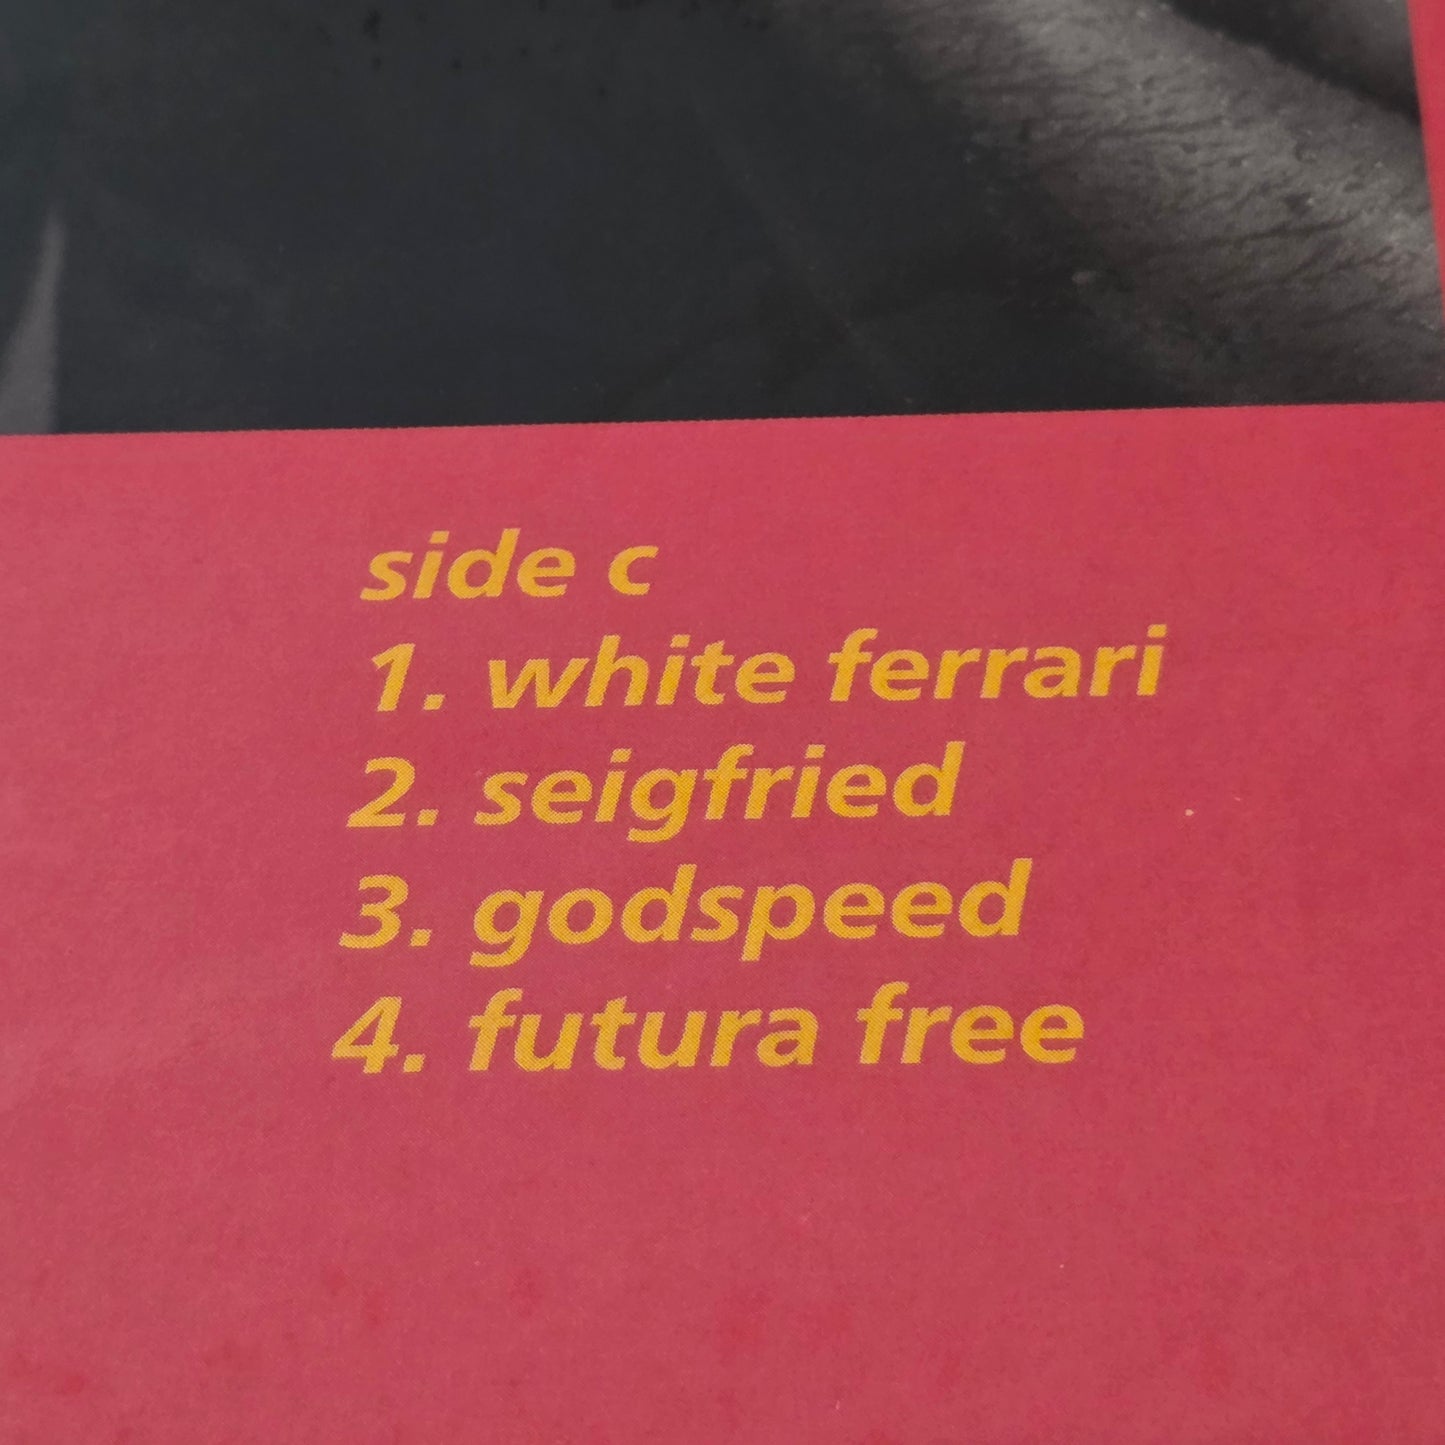 side c
1. white ferrari
2. seigfried
3. godspeed
4. futura free